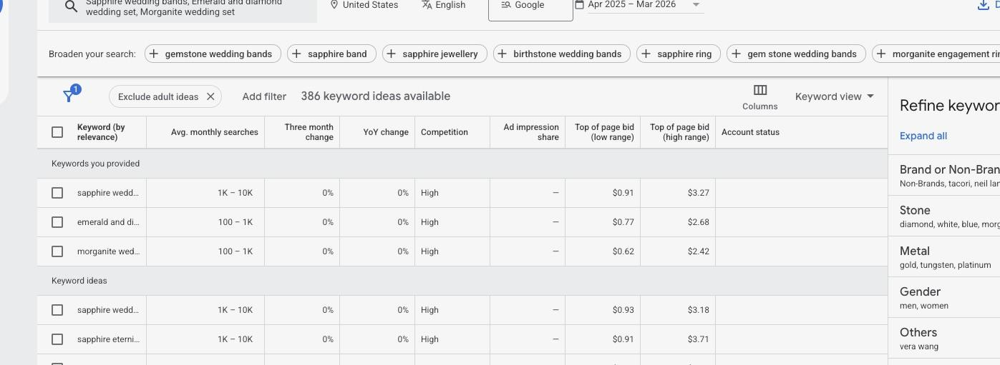 Sapphire wedding bands, Emerald and diamond
wedding set, Morganite wedding set
United States
English
Google
Apr 2025 – Mar 2026
Broaden your search:
gemstone wedding bands
sapphire band
sapphire jewellery
birthstone wedding bands
sapphire ring
gem stone wedding bands
morganite engagement rin
1
Exclude adult ideas
Add filter
386 keyword ideas available
Columns
Keyword view
Refine keywor
Expand all
Keyword (by
relevance)
Avg. monthly searches
Three month
change
YoY change
Competition
Ad impression
share
Top of page bid
(low range)
Top of page bid
(high range)
Account status
Keywords you provided
sapphire wedd... 1K – 10K 0% 0% High — $0.91 $3.27
emerald and di... 100 – 1K 0% 0% High — $0.77 $2.68
morganite wed... 100 – 1K 0% 0% High — $0.62 $2.42
Keyword ideas
sapphire wedd... 1K – 10K 0% 0% High — $0.93 $3.18
sapphire eterni... 1K – 10K 0% 0% High — $0.91 $3.71
Brand or Non-Bran
Non-Brands, tacori, neil lan
Stone
diamond, white, blue, morg
Metal
gold, tungsten, platinum
Gender
men, women
Others
vera wang